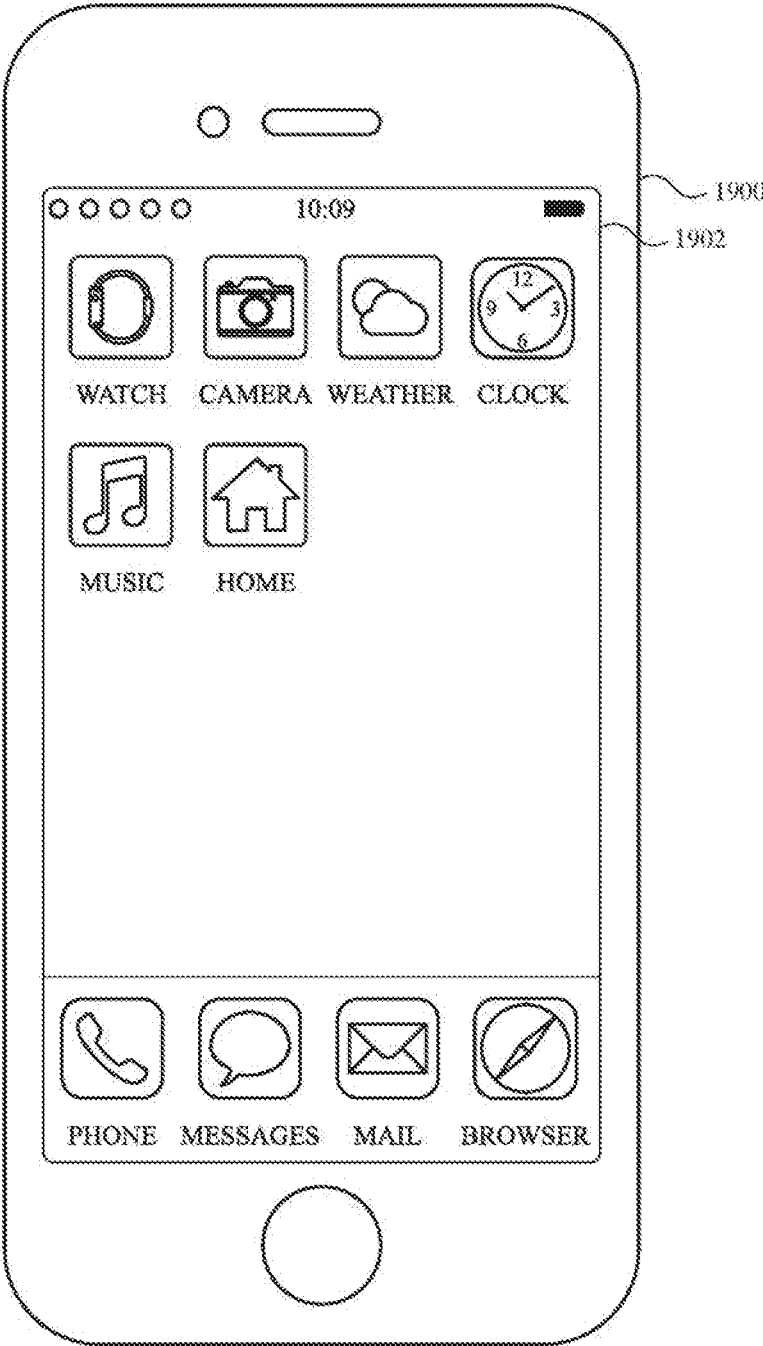 10:09
1900
1902
12
9 3
6
WATCH CAMERA WEATHER CLOCK
MUSIC HOME
PHONE MESSAGES MAIL BROWSER